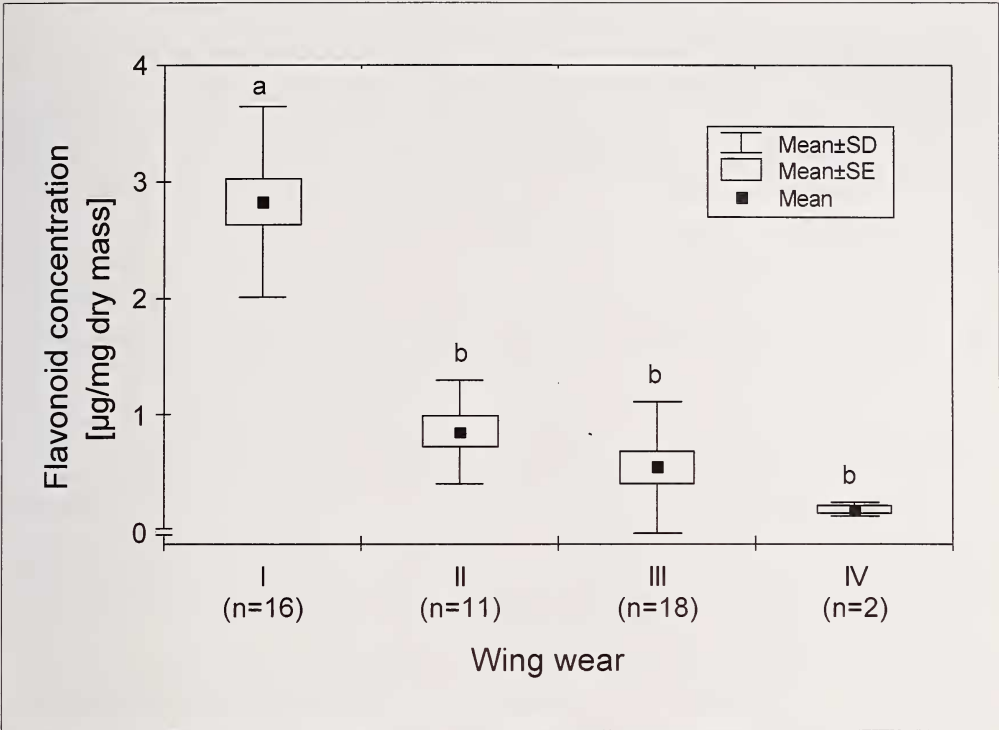 Flavonoid concentration
[µg/mg dry mass]
4
3
2
1
0
a
b
b
b
Mean±SD
Mean±SE
Mean
I II III IV
(n=16) (n=11) (n=18) (n=2)
Wing wear